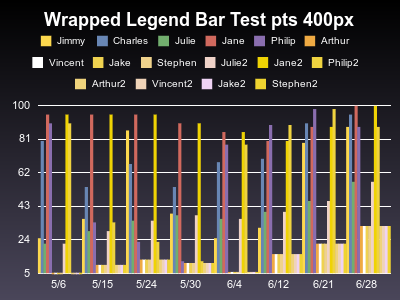 Wrapped Legend Bar Test pts 400px
Jimmy Charles Julie Jane Philip Arthur
Vincent Jake Stephen Julie2 Jane2 Philip2
Arthur2 Vincent2 Jake2 Stephen2
100
81
62
43
24
5
5/6 5/15 5/24 5/30 6/4 6/12 6/21 6/28